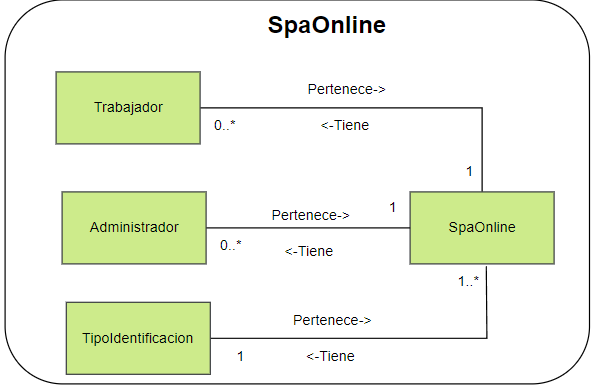 SpaOnline
Pertenece->
Trabajador
0..*
<-Tiene
1
Pertenece->
1
Administrador
SpaOnline
0..*
<-Tiene
1..*
Pertenece->
TipoIdentificacion
1
<-Tiene